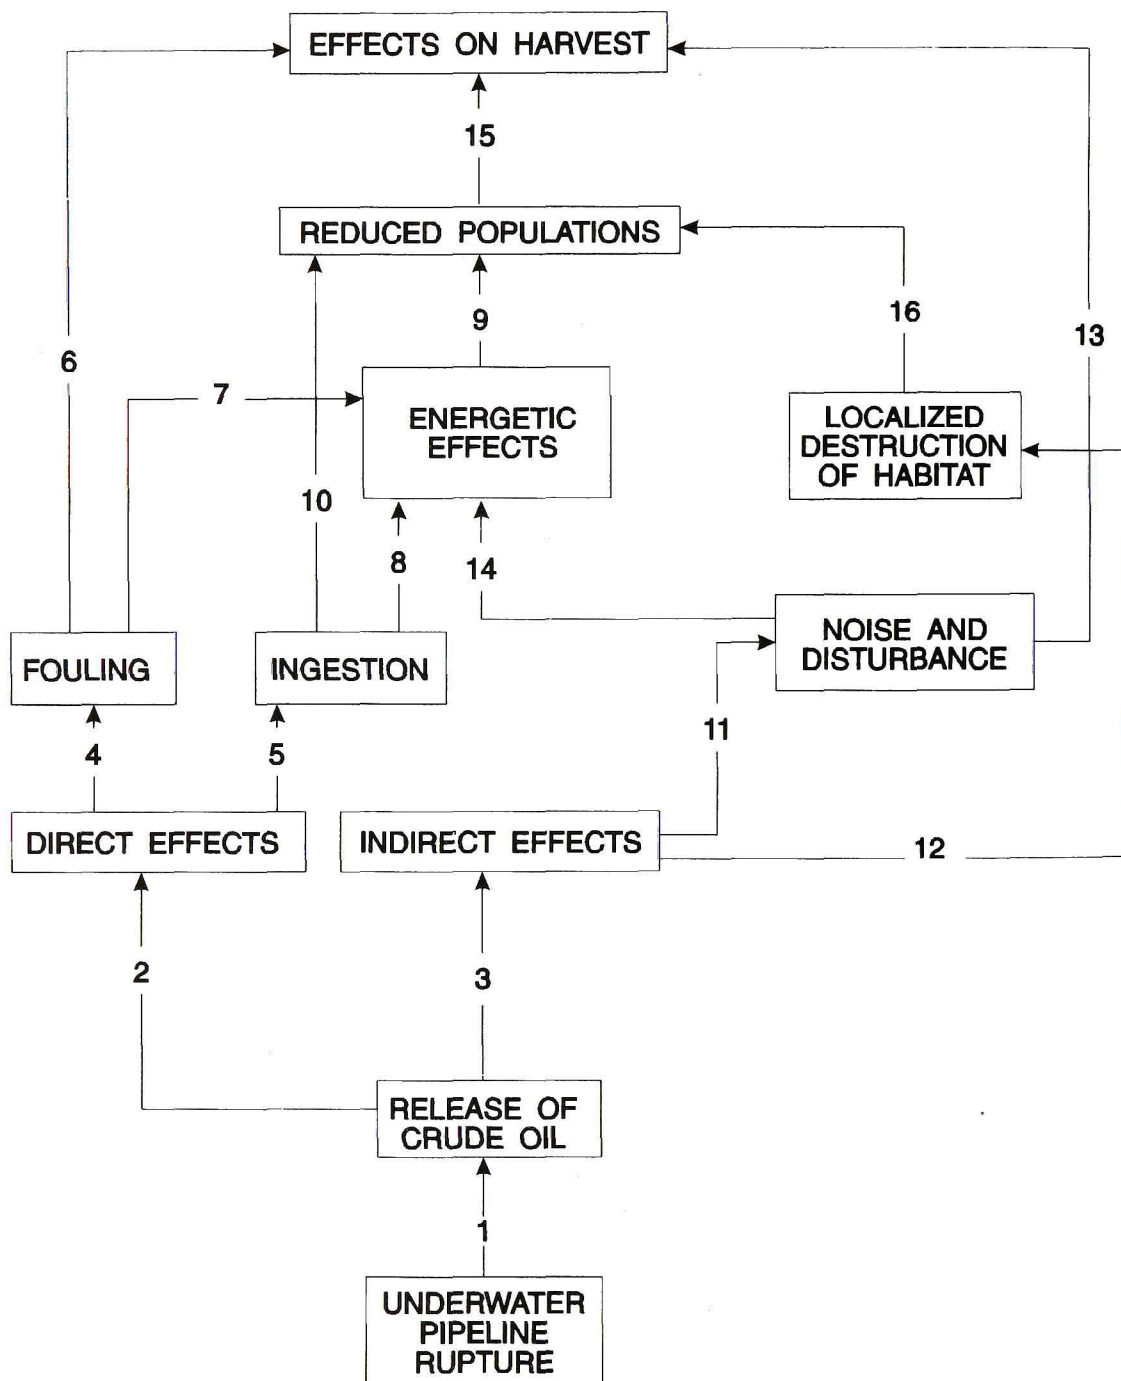 EFFECTS ON HARVEST
15
REDUCED POPULATIONS
9
16
13
6
7
ENERGETIC
EFFECTS
LOCALIZED
DESTRUCTION
OF HABITAT
10
8
14
FOULING
INGESTION
NOISE AND
DISTURBANCE
4
5
11
DIRECT EFFECTS
INDIRECT EFFECTS
12
2
3
RELEASE OF
CRUDE OIL
1
UNDERWATER
PIPELINE
RUPTURE